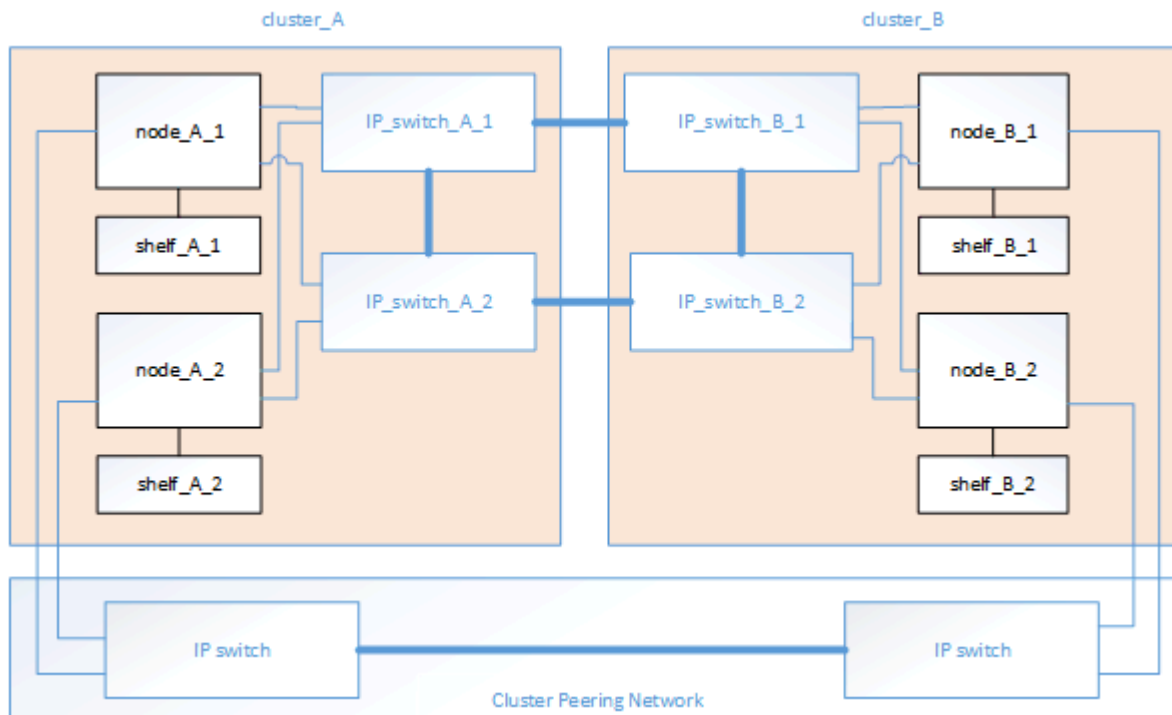 cluster_A
cluster_B
node_A_1
IP_switch_A_1
IP_switch_B_1
node_B_1
shelf_A_1
shelf_B_1
IP_switch_A_2
IP_switch_B_2
node_A_2
node_B_2
shelf_A_2
shelf_B_2
IP switch
IP switch
Cluster Peering Network